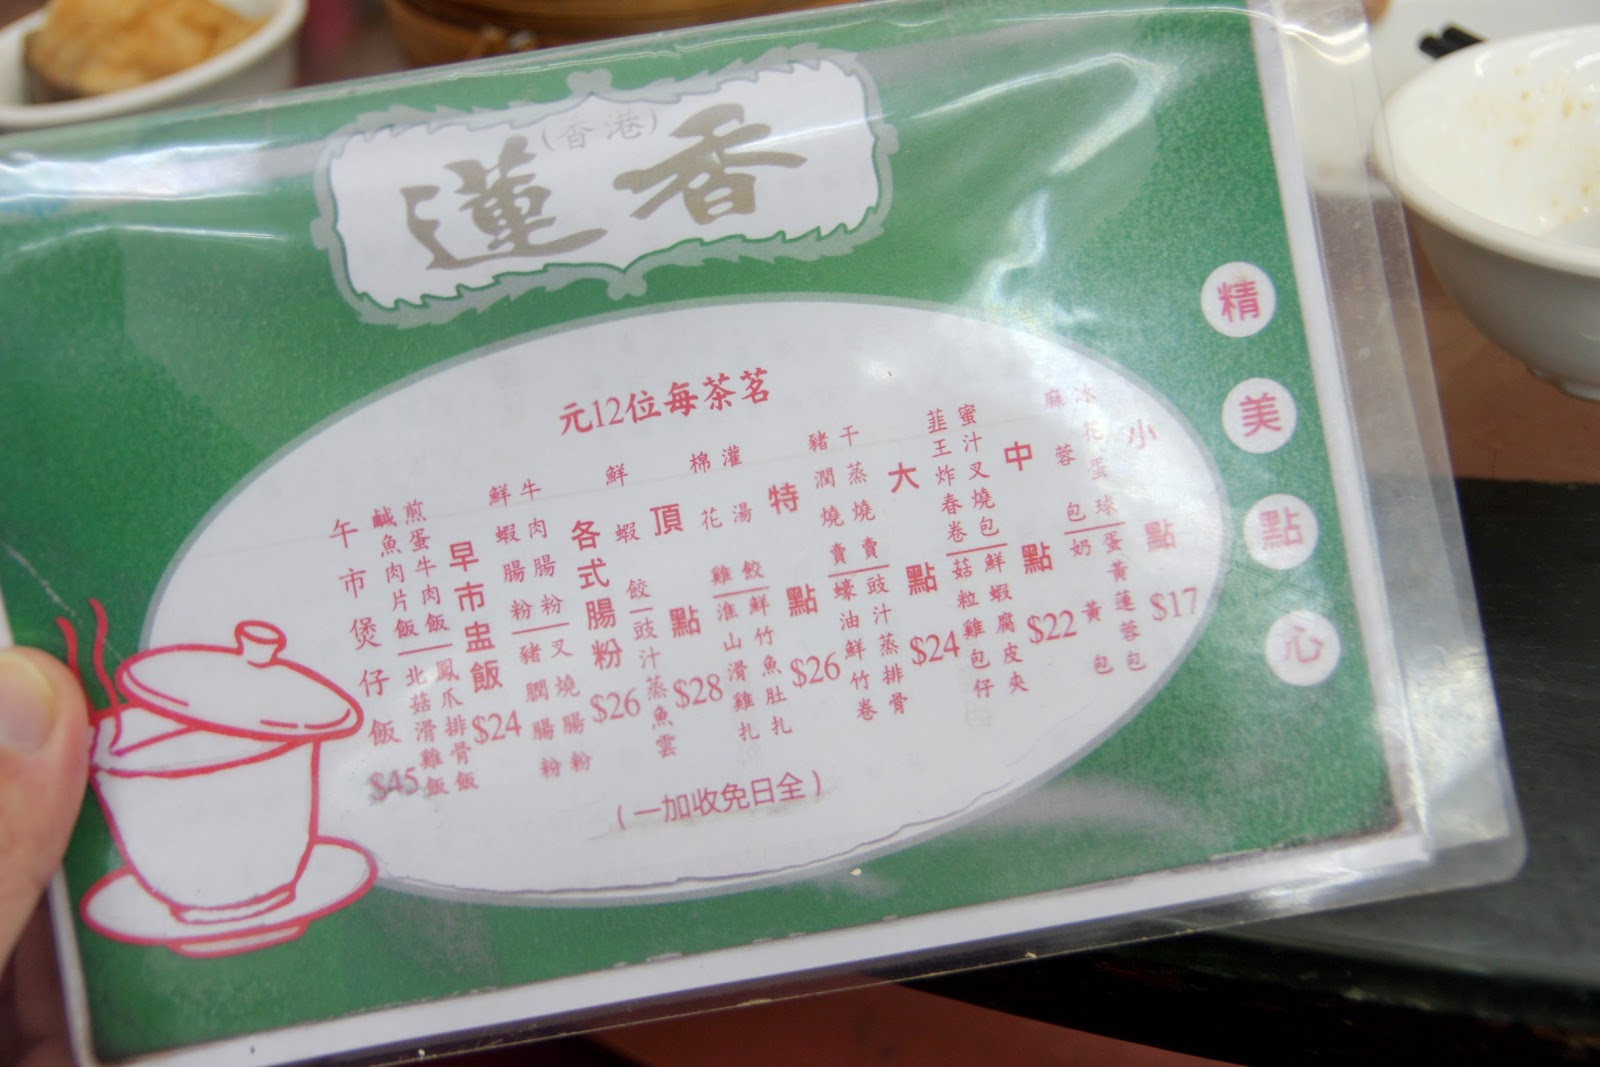 (香港)
蓮香
精美點心
茗茶每位12元
小點 $17
冰花蛋球 蛋黃蓮蓉包
麻蓉包 奶黃包
中點 $22
蜜汁叉燒包 鮮蝦腐皮夾
韮王炸春卷 菇粒雞包仔
大點 $24
干蒸燒賣 豉汁蒸排骨
豬潤燒賣 蠔油鮮竹卷
特點 $26
灌湯餃 鮮竹魚肚扎
棉花雞 淮山滑雞扎
頂點 $28
鮮蝦餃 豉汁蒸魚雲
各式腸粉 $26
牛肉腸粉 叉燒腸粉
鮮蝦腸粉 豬膶腸粉
早市盅飯 $24
煎蛋牛肉飯 鳳爪排骨飯
鹹魚肉片飯 北菇滑雞飯
午市煲仔飯 $45
(全日免收加一)